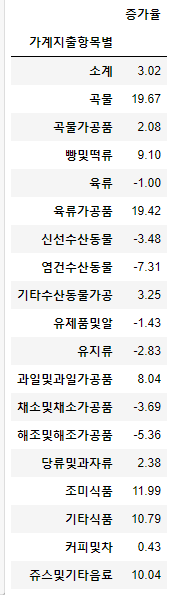 증가율
가계지출항목별
소계 3.02
곡물 19.67
곡물가공품 2.08
빵및떡류 9.10
육류 -1.00
육류가공품 19.42
신선수산동물 -3.48
염건수산동물 -7.31
기타수산동물가공 3.25
유제품및알 -1.43
유지류 -2.83
과일및과일가공품 8.04
채소및채소가공품 -3.69
해조및해조가공품 -5.36
당류및과자류 2.38
조미식품 11.99
기타식품 10.79
커피및차 0.43
쥬스및기타음료 10.04